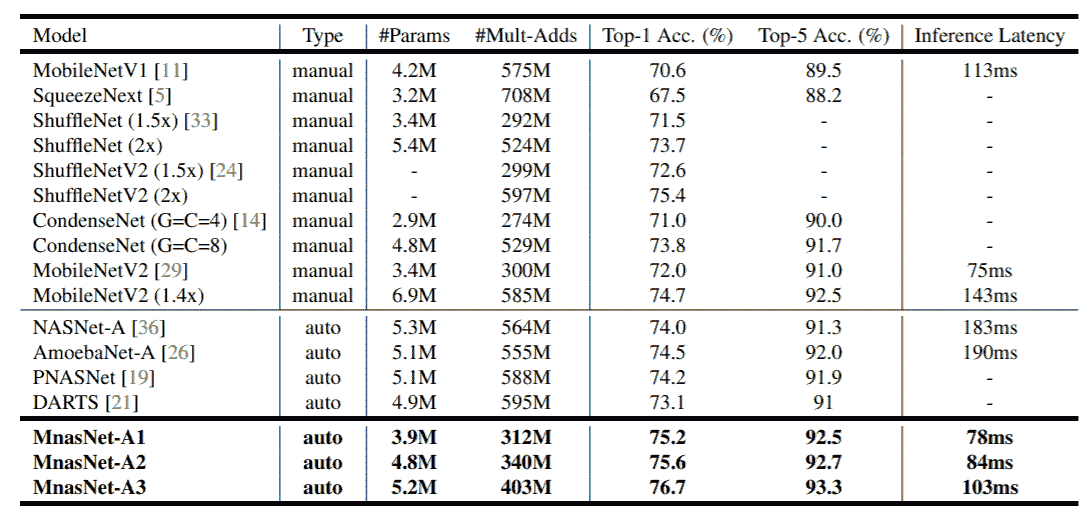 Model Type #Params #Mult-Adds Top-1 Acc. (%) Top-5 Acc. (%) Inference Latency
MobileNetV1 [11] manual 4.2M 575M 70.6 89.5 113ms
SqueezeNext [5] manual 3.2M 708M 67.5 88.2 -
ShuffleNet (1.5x) [33] manual 3.4M 292M 71.5 - -
ShuffleNet (2x) manual 5.4M 524M 73.7 - -
ShuffleNetV2 (1.5x) [24] manual - 299M 72.6 - -
ShuffleNetV2 (2x) manual - 597M 75.4 - -
CondenseNet (G=C=4) [14] manual 2.9M 274M 71.0 90.0 -
CondenseNet (G=C=8) manual 4.8M 529M 73.8 91.7 -
MobileNetV2 [29] manual 3.4M 300M 72.0 91.0 75ms
MobileNetV2 (1.4x) manual 6.9M 585M 74.7 92.5 143ms
NASNet-A [36] auto 5.3M 564M 74.0 91.3 183ms
AmoebaNet-A [26] auto 5.1M 555M 74.5 92.0 190ms
PNASNet [19] auto 5.1M 588M 74.2 91.9 -
DARTS [21] auto 4.9M 595M 73.1 91 -
MnasNet-A1 auto 3.9M 312M 75.2 92.5 78ms
MnasNet-A2 auto 4.8M 340M 75.6 92.7 84ms
MnasNet-A3 auto 5.2M 403M 76.7 93.3 103ms